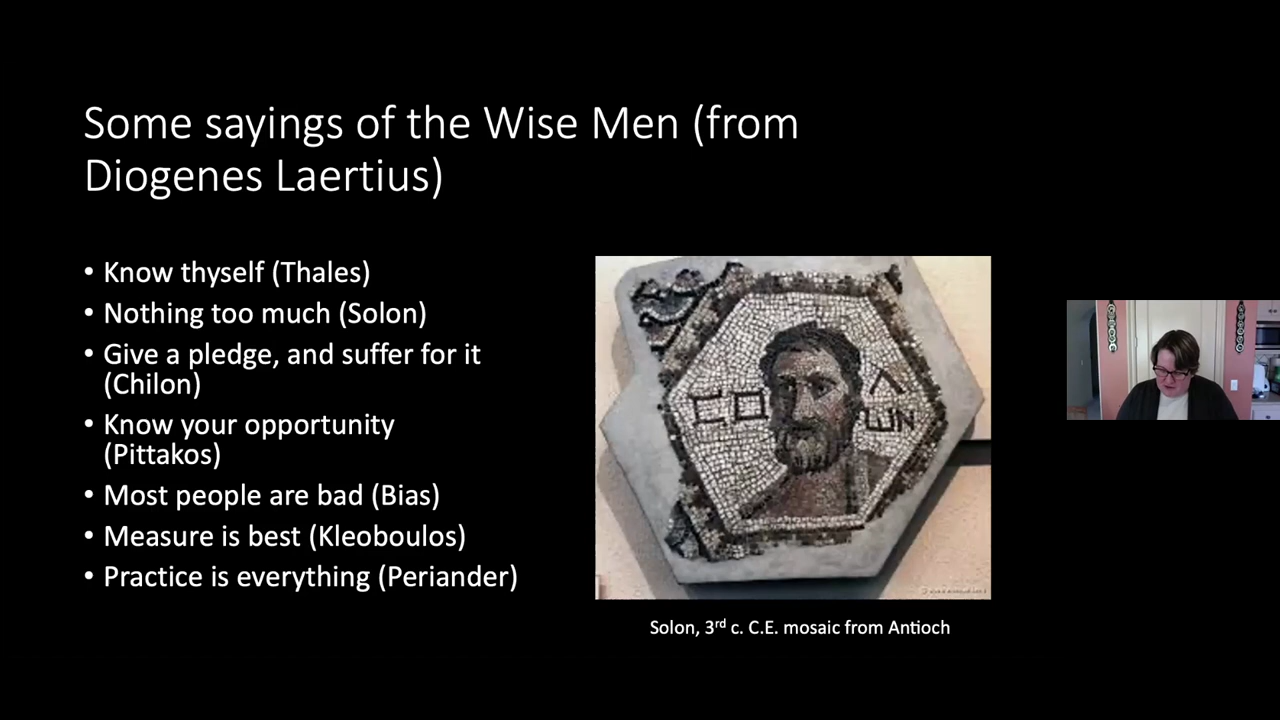 Some sayings of the Wise Men (from
Diogenes Laertius)
• Know thyself (Thales)
• Nothing too much (Solon)
• Give a pledge, and suffer for it
(Chilon)
• Know your opportunity
(Pittakos)
• Most people are bad (Bias)
• Measure is best (Kleoboulos)
• Practice is everything (Periander)
CO Λ
ΩN
Solon, 3rd c. C.E. mosaic from Antioch